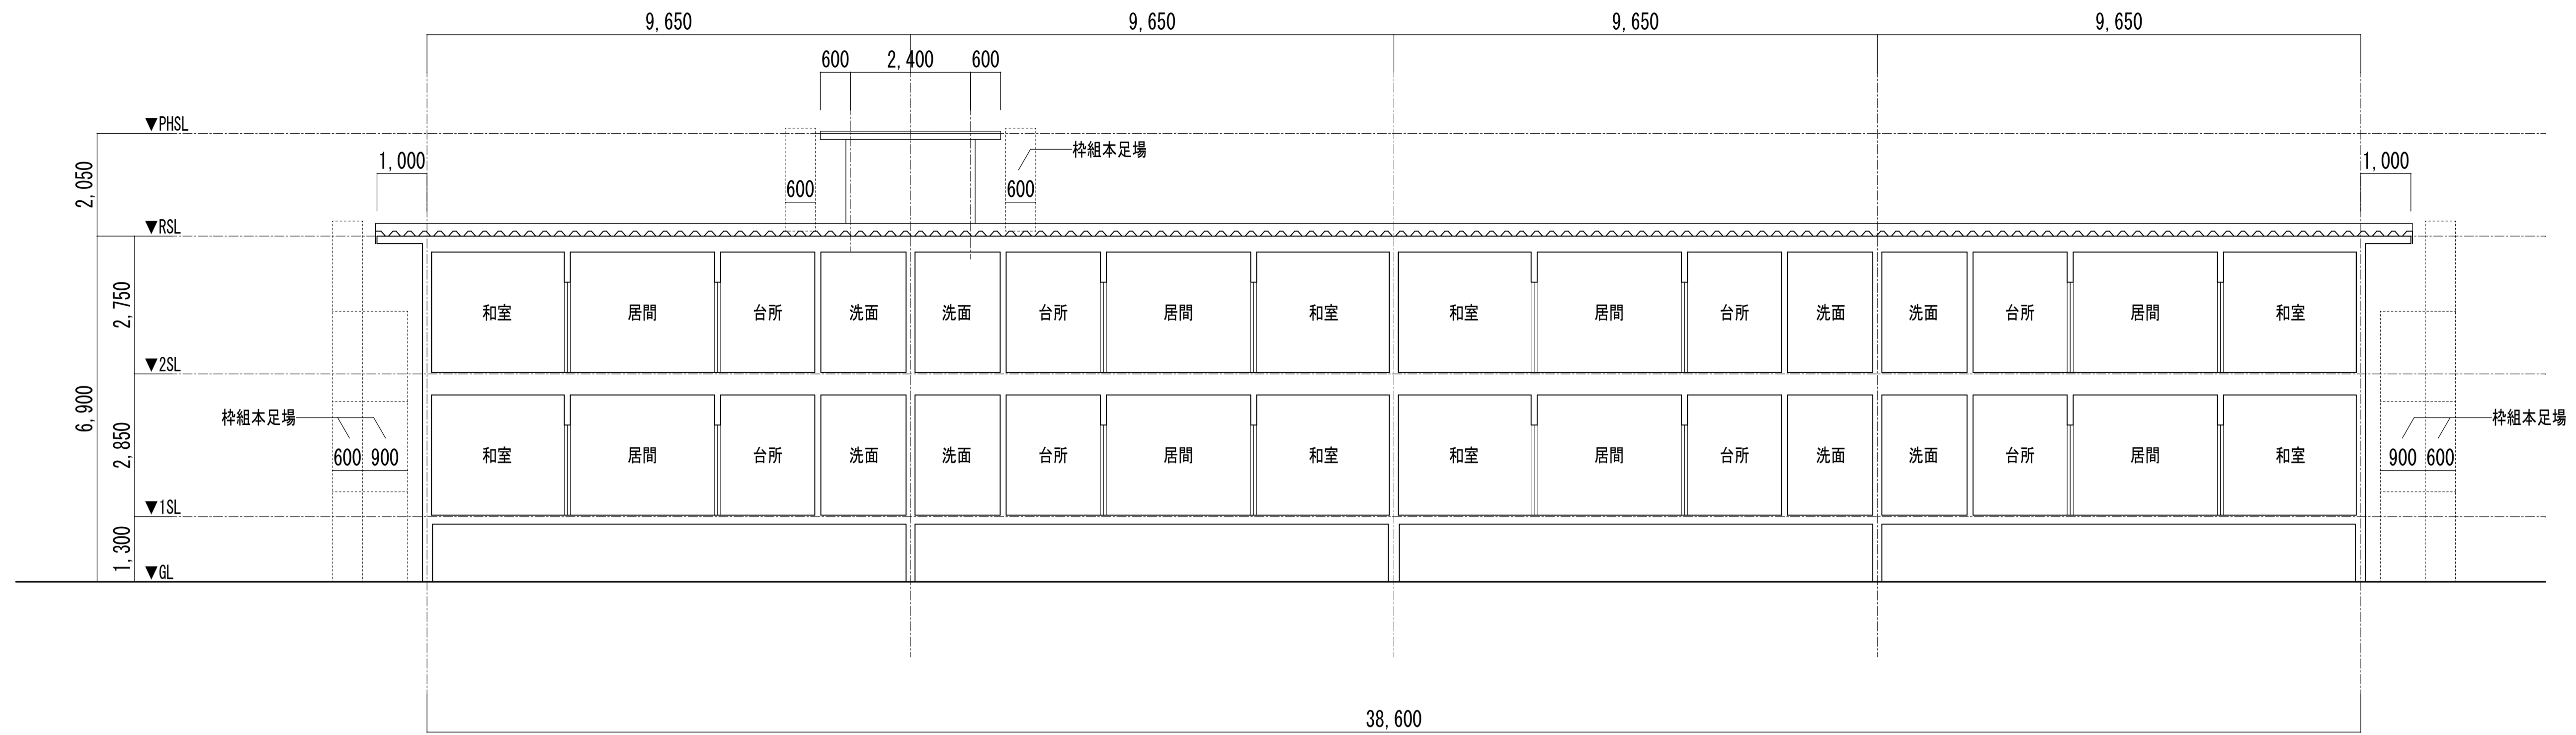 9,650 9,650 9,650 9,650
600 2,400 600
▼PHSL
枠組本足場
1,000 1,000
2,050
600 600
▼RSL
2,750
和室 居間 台所 洗面 洗面 台所 居間 和室 和室 居間 台所 洗面 洗面 台所 居間 和室
▼2SL
6,900
枠組本足場 枠組本足場
2,850
和室 居間 台所 洗面 洗面 台所 居間 和室 和室 居間 台所 洗面 洗面 台所 居間 和室
600 900 900 600
▼1SL
1,300
▼GL
38,600